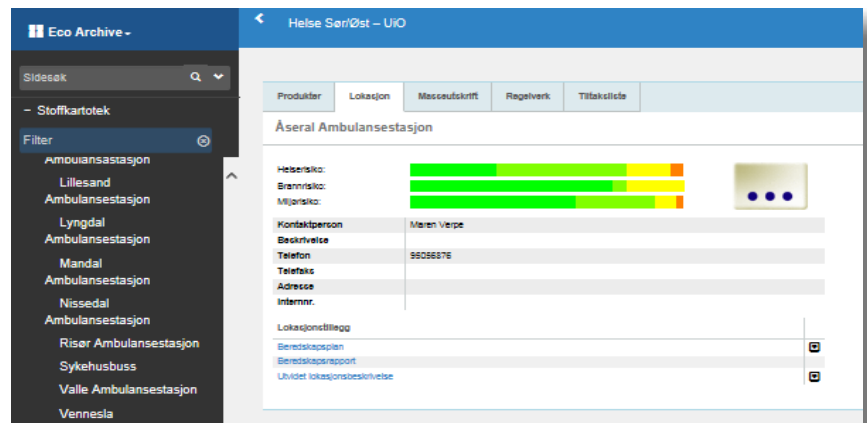 Eco Archive
Helse Sør/Øst – UiO
Sidesøk
− Stoffkartotek
Filter
Ambulansestasjon
Lillesand
Ambulansestasjon
Lyngdal
Ambulansestasjon
Mandal
Ambulansestasjon
Nissedal
Ambulansestasjon
Risør Ambulansestasjon
Sykehusbuss
Valle Ambulansestasjon
Vennesla
Produkter Lokasjon Masseutskrift Regelverk Tiltaksliste
Åseral Ambulansestasjon
Helserisiko:
Brannrisiko:
Miljørisiko:
Kontaktperson Maren Verpe
Beskrivelse
Telefon 95056876
Telefaks
Adresse
Internnr.
Lokasjonstillegg
Beredskapsplan
Beredskapsrapport
Utvidet lokasjonsbeskrivelse